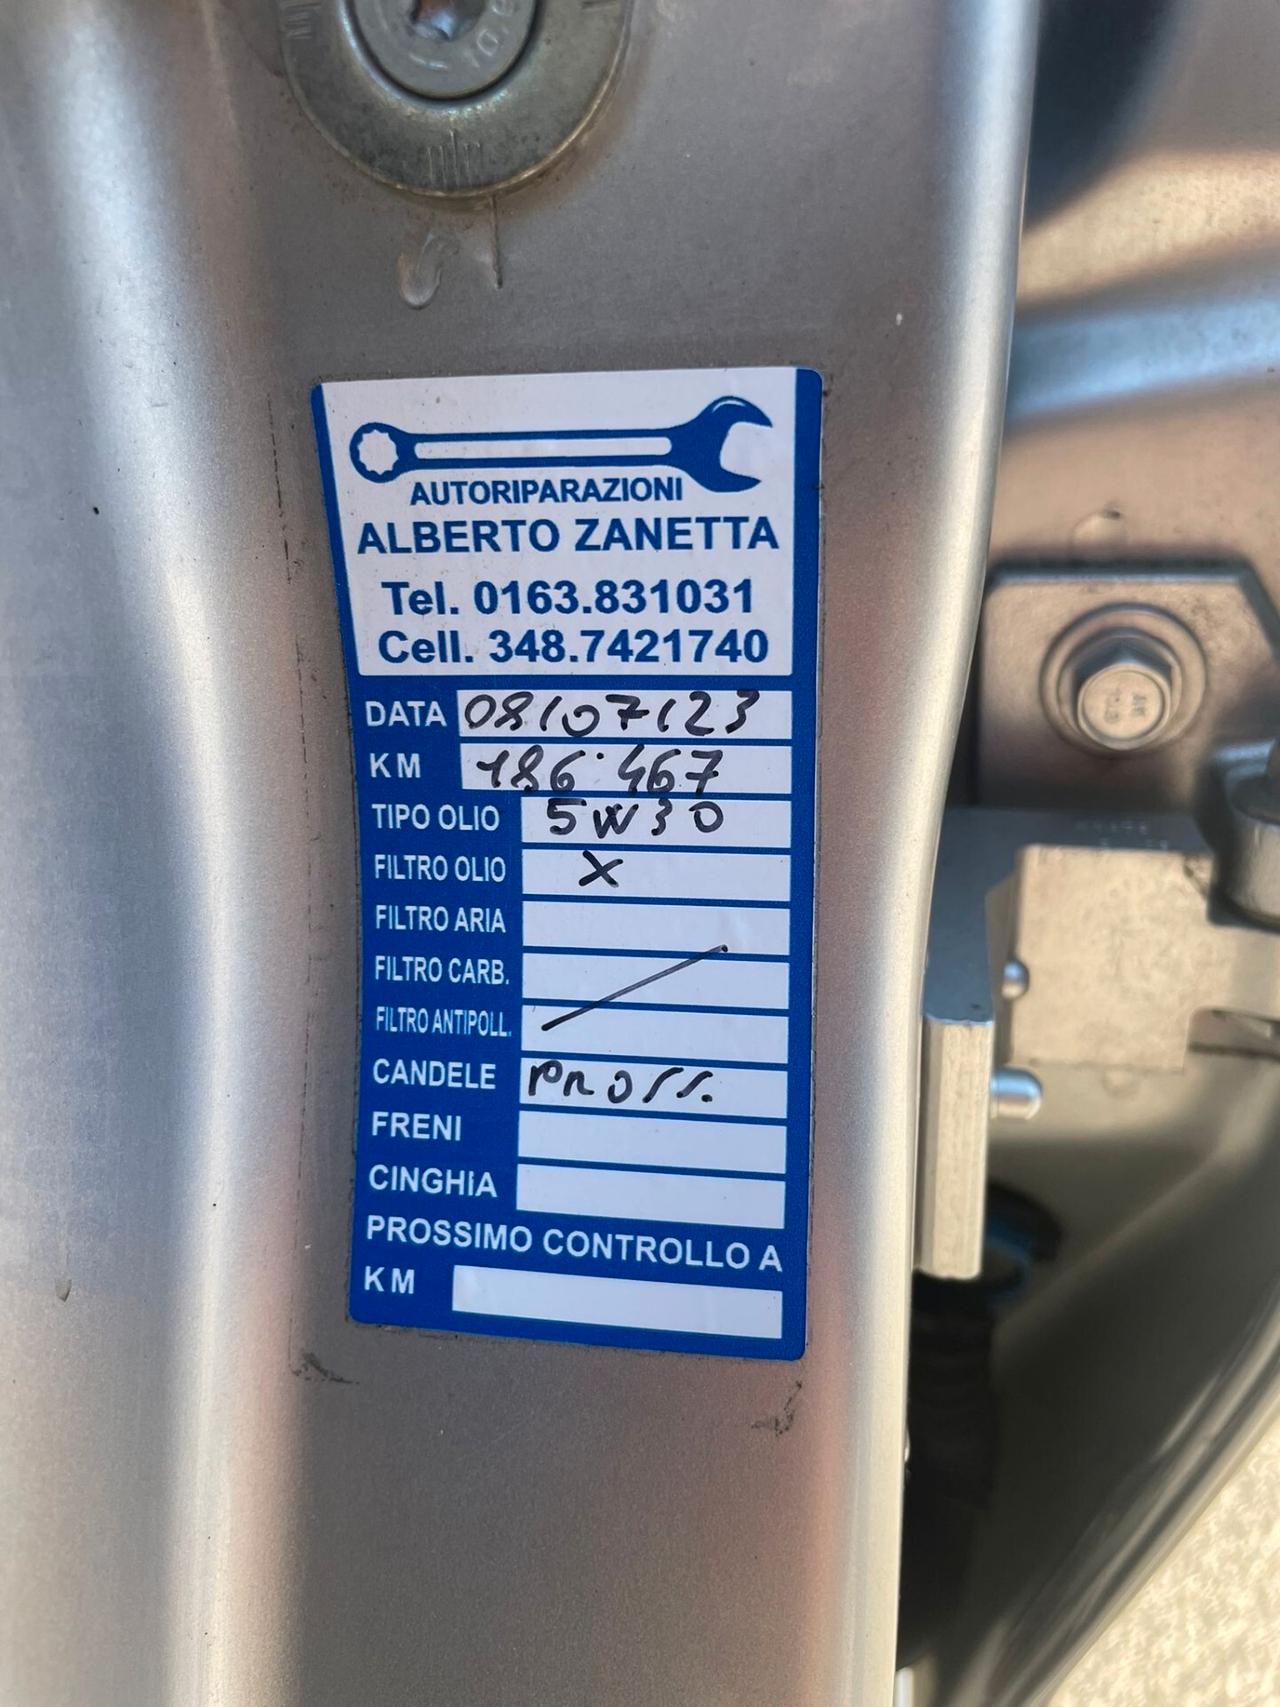 AUTORIPARAZIONI
ALBERTO ZANETTA
Tel. 0163.831031
Cell. 348.7421740
DATA 08/07/23
KM 186.467
TIPO OLIO 5W30
FILTRO OLIO X
FILTRO ARIA
FILTRO CARB.
FILTRO ANTIPOLL.
CANDELE PROSS.
FRENI
CINGHIA
PROSSIMO CONTROLLO A
KM